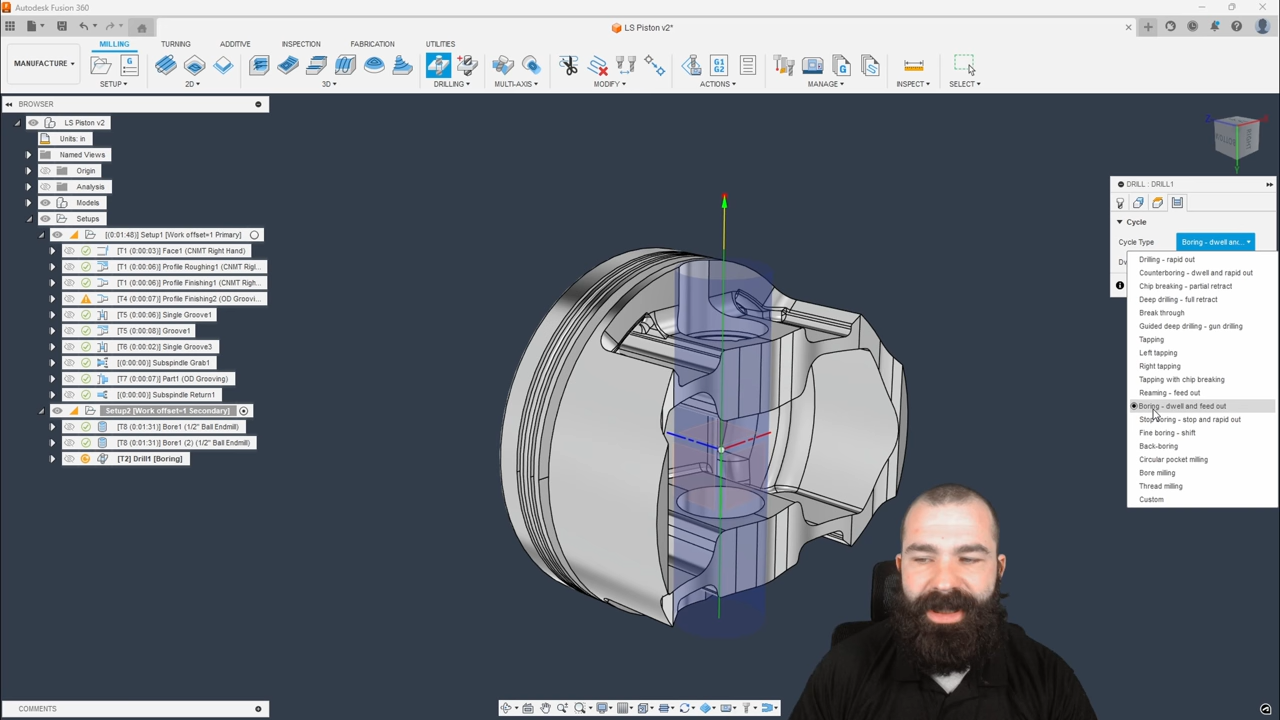 Autodesk Fusion 360
LS Piston v2*
MANUFACTURE
MILLING
TURNING
ADDITIVE
INSPECTION
FABRICATION
UTILITIES
SETUP
2D
3D
DRILLING
MULTI-AXIS
MODIFY
ACTIONS
MANAGE
INSPECT
SELECT
G
G1
G2
G
BROWSER
LS Piston v2
Units: in
Named Views
Origin
Analysis
Models
Setups
[(0:01:48)] Setup1 [Work offset=1 Primary]
[T1 (0:00:03)] Face1 (CNMT Right Hand)
[T1 (0:00:06)] Profile Roughing1 (CNMT Rigl...
[T1 (0:00:06)] Profile Finishing1 (CNMT Right...
[T4 (0:00:07)] Profile Finishing2 (OD Groovi...
[T5 (0:00:06)] Single Groove1
[T5 (0:00:08)] Groove1
[T6 (0:00:02)] Single Groove3
[(0:00:00)] Subspindle Grab1
[T7 (0:00:07)] Part1 (OD Grooving)
[(0:00:00)] Subspindle Return1
Setup2 [Work offset=1 Secondary]
[T8 (0:01:31)] Bore1 (1/2" Ball Endmill)
[T8 (0:01:31)] Bore1 (2) (1/2" Ball Endmill)
[T2] Drill1 [Boring]
BOTTOM
RIGHT
Z
X
Y
DRILL : DRILL1
Cycle
Cycle Type
Boring - dwell anc...
Drilling - rapid out
Counterboring - dwell and rapid out
Chip breaking - partial retract
Deep drilling - full retract
Break through
Guided deep drilling - gun drilling
Tapping
Left tapping
Right tapping
Tapping with chip breaking
Reaming - feed out
Boring - dwell and feed out
Stop boring - stop and rapid out
Fine boring - shift
Back-boring
Circular pocket milling
Bore milling
Thread milling
Custom
COMMENTS